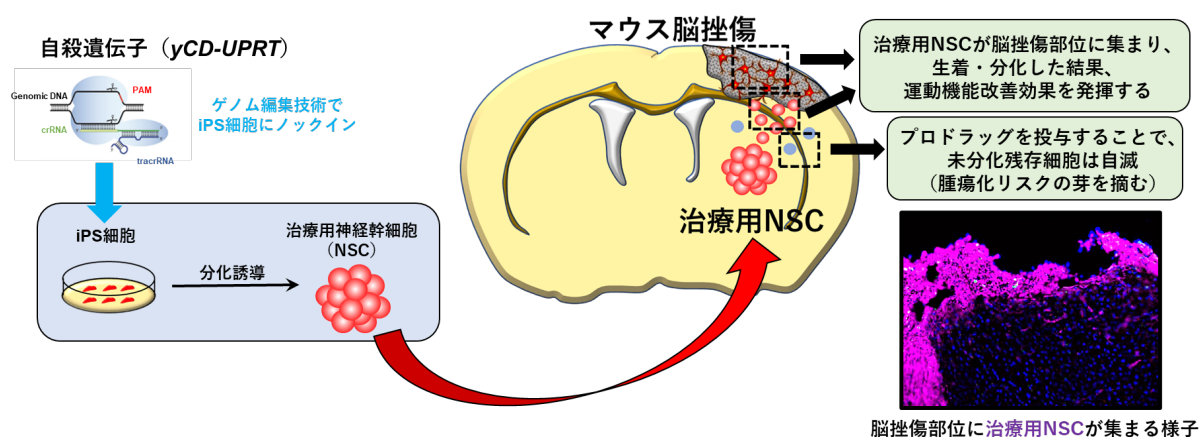 自殺遺伝子（yCD-UPRT）
Genomic DNA
PAM
crRNA
tracrRNA
ゲノム編集技術で
iPS細胞にノックイン
iPS細胞
分化誘導
治療用神経幹細胞
（NSC）
マウス脳挫傷
治療用NSC
治療用NSCが脳挫傷部位に集まり、
生着・分化した結果、
運動機能改善効果を発揮する
プロドラッグを投与することで、
未分化残存細胞は自滅
（腫瘍化リスクの芽を摘む）
脳挫傷部位に治療用NSCが集まる様子